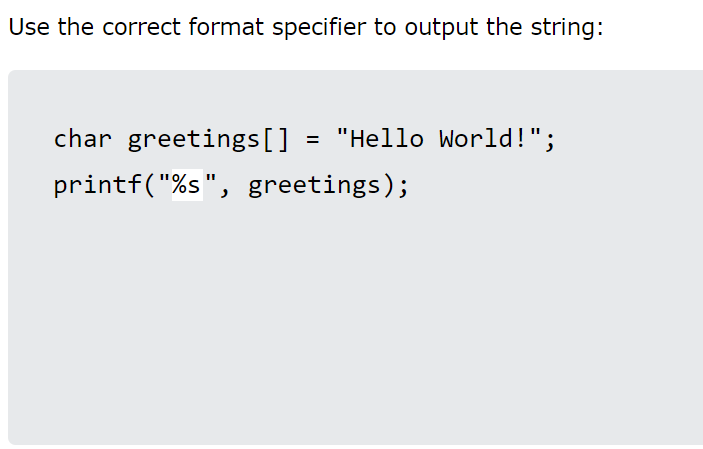 Use the correct format specifier to output the string:
char greetings[] = "Hello World!";
printf("%s", greetings);